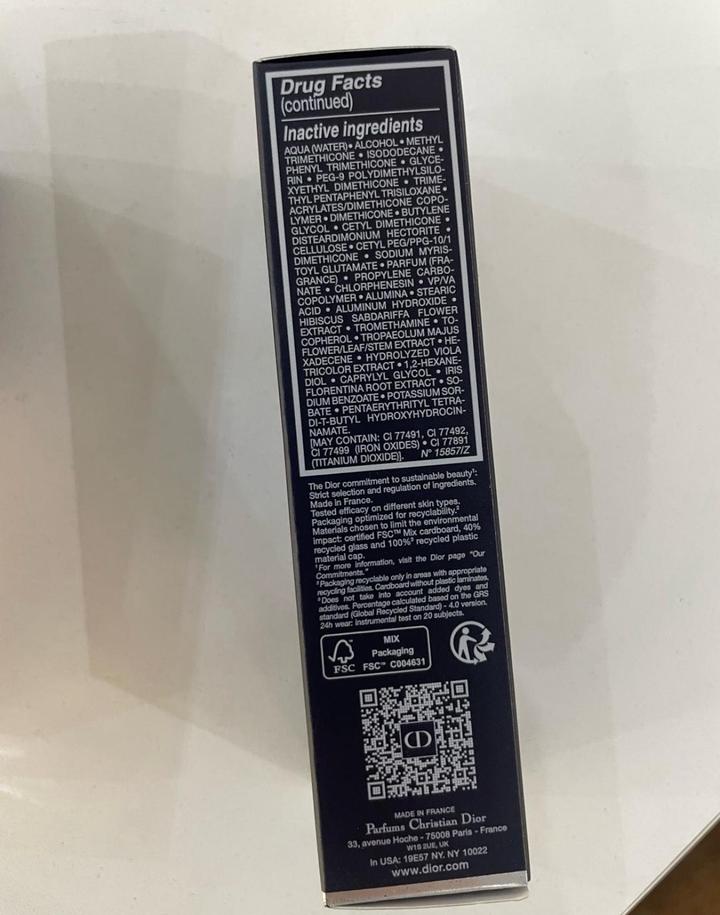 Drug Facts
(continued)
Inactive ingredients
AQUA (WATER) • ALCOHOL • METHYL
TRIMETHICONE • ISODODECANE •
PHENYL TRIMETHICONE • GLYCE-
RIN • PEG-9 POLYDIMETHYLSILO-
XYETHYL DIMETHICONE • TRIME-
THYL PENTAPHENYL TRISILOXANE •
ACRYLATES/DIMETHICONE COPO-
LYMER • DIMETHICONE • BUTYLENE
GLYCOL • CETYL DIMETHICONE •
DISTEARDIMONIUM HECTORITE •
CELLULOSE • CETYL PEG/PPG-10/1
DIMETHICONE • SODIUM MYRIS-
TOYL GLUTAMATE • PARFUM (FRA-
GRANCE) • PROPYLENE CARBO-
NATE • CHLORPHENESIN • VP/VA
COPOLYMER • ALUMINA • STEARIC
ACID • ALUMINUM HYDROXIDE •
HIBISCUS SABDARIFFA FLOWER
EXTRACT • TROMETHAMINE • TO-
COPHEROL • TROPAEOLUM MAJUS
FLOWER/LEAF/STEM EXTRACT • HE-
XADECENE • HYDROLYZED VIOLA
TRICOLOR EXTRACT • 1,2-HEXANE-
DIOL • CAPRYLYL GLYCOL • IRIS
FLORENTINA ROOT EXTRACT • SO-
DIUM BENZOATE • POTASSIUM SOR-
BATE • PENTAERYTHRITYL TETRA-
DI-T-BUTYL HYDROXYHYDROCIN-
NAMATE.
[MAY CONTAIN: CI 77491, CI 77492,
CI 77499 (IRON OXIDES) • CI 77891
(TITANIUM DIOXIDE)]. N° 15857/Z
The Dior commitment to sustainable beauty¹:
Strict selection and regulation of ingredients.
Made in France.
Tested efficacy on different skin types.
Packaging optimized for recyclability.²
Materials chosen to limit the environmental
impact: certified FSC™ Mix cardboard, 40%
recycled glass and 100%³ recycled plastic
material cap.
¹For more information, visit the Dior page "Our
Commitments."
²Packaging recyclable only in areas with appropriate
recycling facilities. Cardboard without plastic laminates.
³Does not take into account added dyes and
additives. Percentage calculated based on the GRS
standard (Global Recycled Standard) - 4.0 version.
24h wear: instrumental test on 20 subjects.
FSC
MIX
Packaging
FSC™ C004631
CD
MADE IN FRANCE
Parfums Christian Dior
33, avenue Hoche - 75008 Paris - France
W1S 2UE, UK
In USA: 19E57 NY. NY 10022
www.dior.com